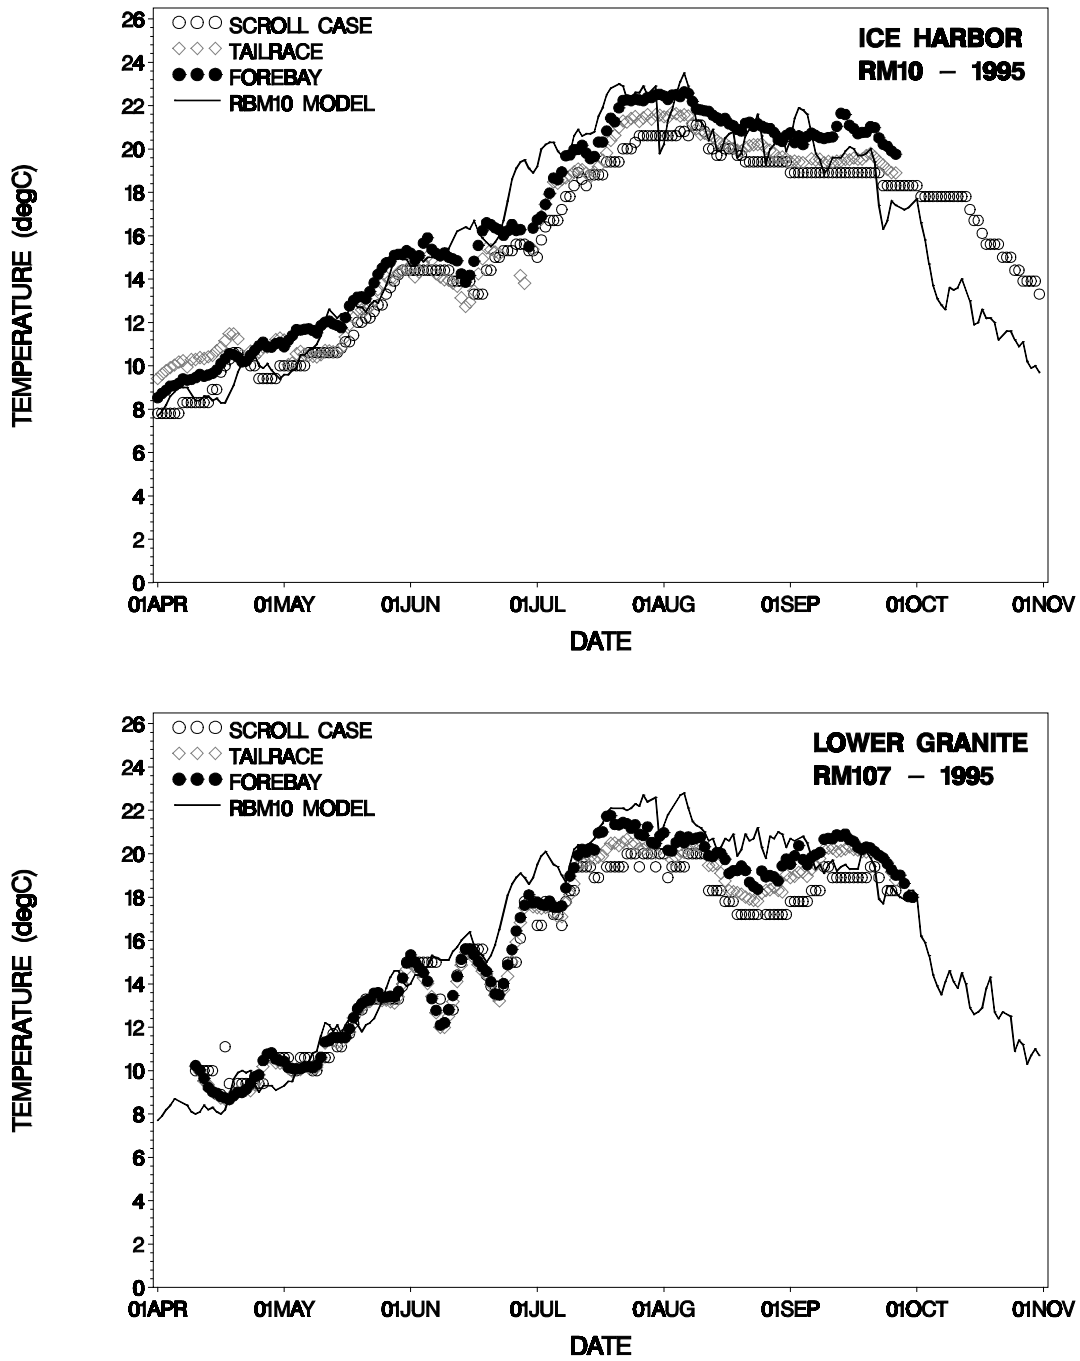 26
24
22
20
18
16
14
12
10
8
6
4
2
0
TEMPERATURE (degC)
SCROLL CASE
TAILRACE
FOREBAY
RBM10 MODEL
ICE HARBOR
RM10 – 1995
01APR 01MAY 01JUN 01JUL 01AUG 01SEP 01OCT 01NOV
DATE
26
24
22
20
18
16
14
12
10
8
6
4
2
0
TEMPERATURE (degC)
SCROLL CASE
TAILRACE
FOREBAY
RBM10 MODEL
LOWER GRANITE
RM107 – 1995
01APR 01MAY 01JUN 01JUL 01AUG 01SEP 01OCT 01NOV
DATE